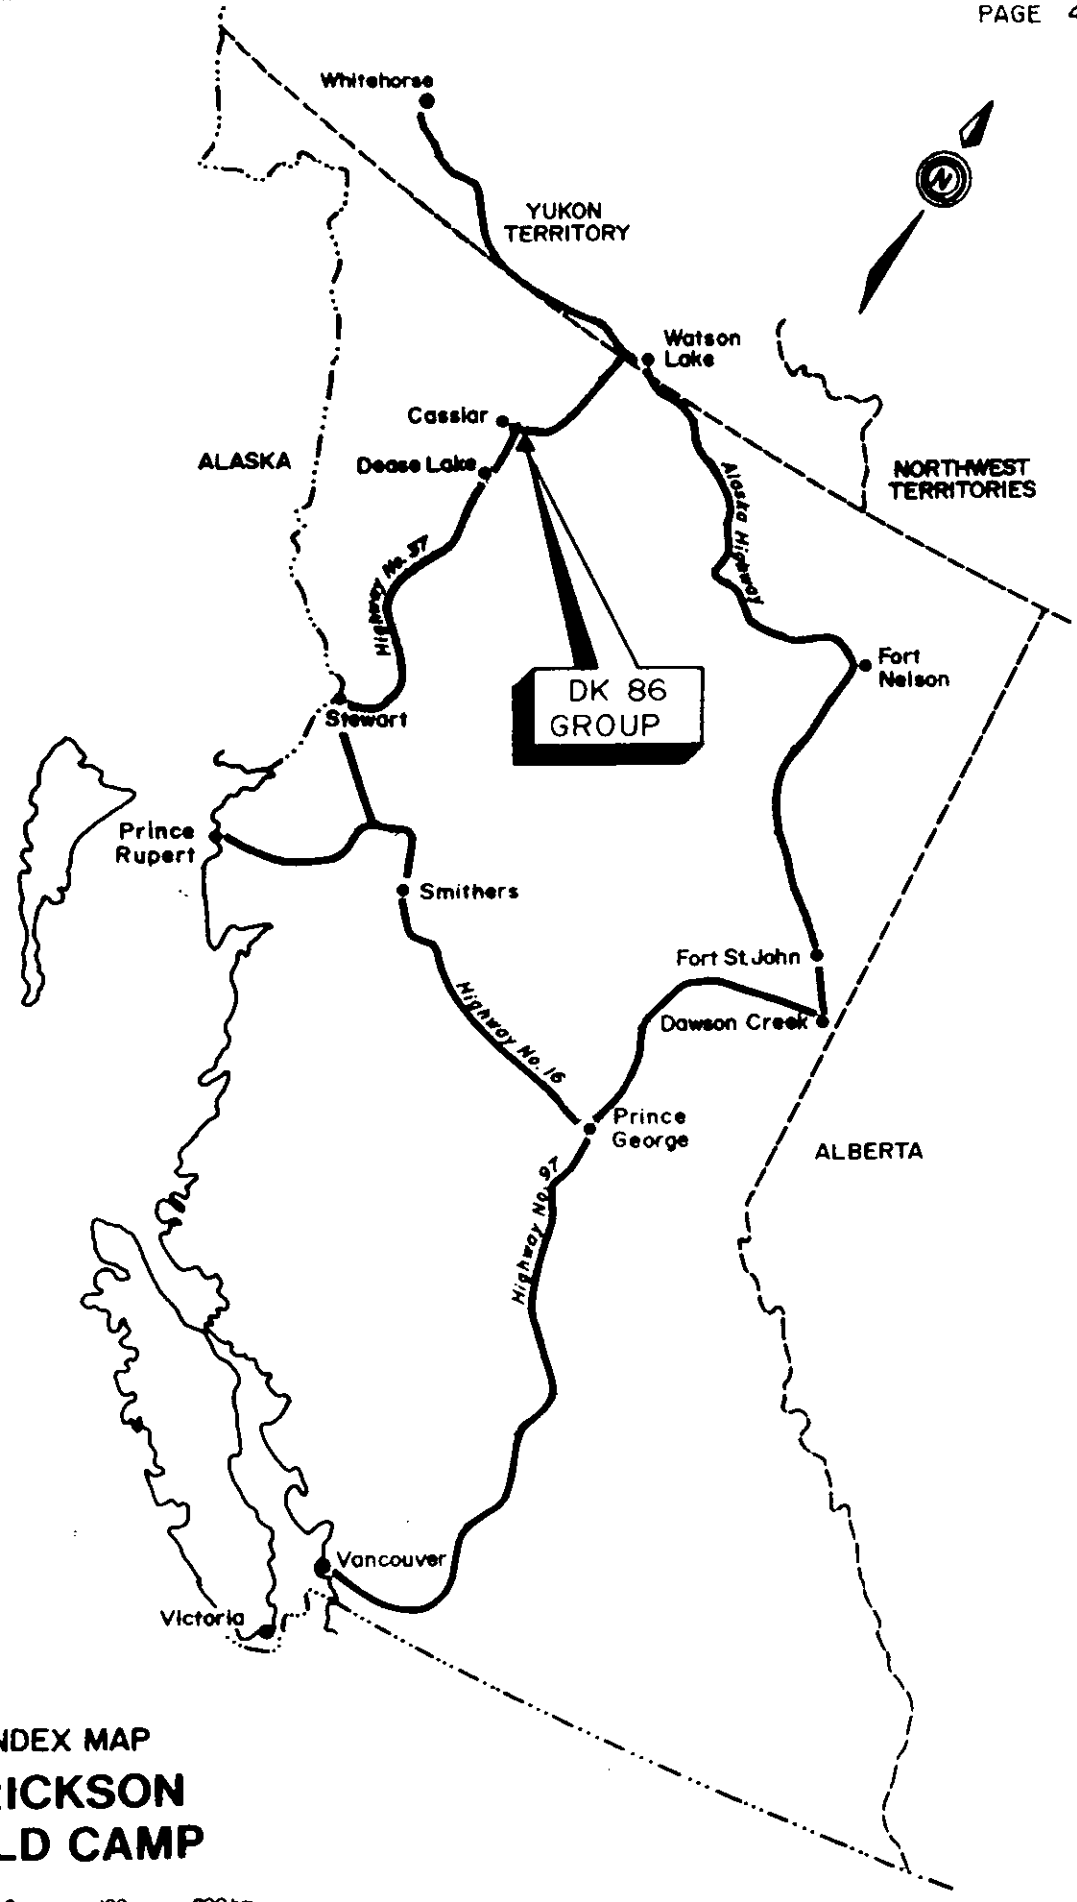 PAGE 4
Whitehorse
N
YUKON
TERRITORY
Watson
Lake
Cassiar
ALASKA
Dease Lake
NORTHWEST
TERRITORIES
Alaska Highway
Highway No. 37
Fort
Nelson
DK 86
GROUP
Stewart
Prince
Rupert
Smithers
Fort St. John
Highway No. 16
Dawson Creek
Prince
George
ALBERTA
Highway No. 97
Vancouver
Victoria
NDEX MAP
ICKSON
LD CAMP